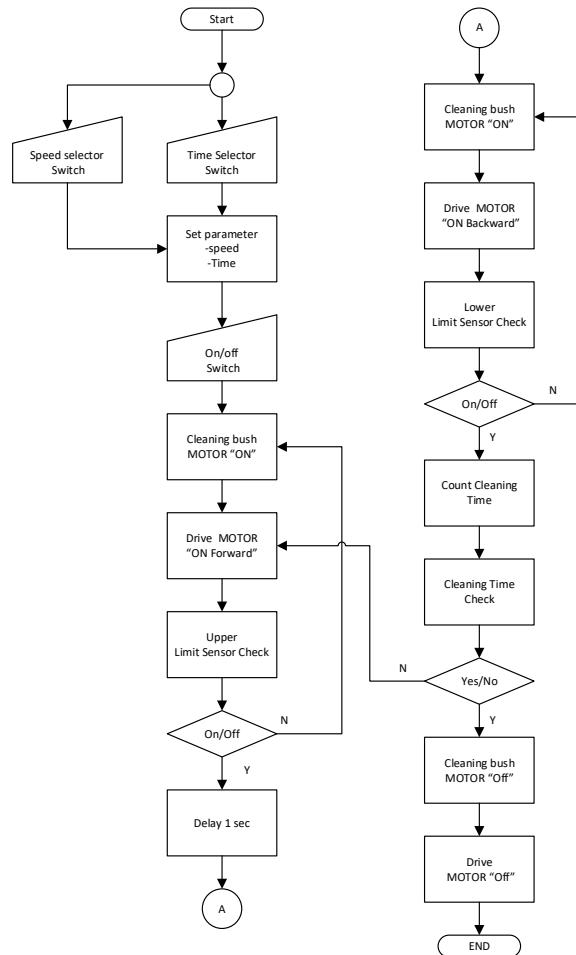 Start
Speed selector
Switch
Time Selector
Switch
Set parameter
-speed
-Time
On/off
Switch
Cleaning bush
MOTOR “ON”
Drive MOTOR
“ON Forward”
Upper
Limit Sensor Check
On/Off
N
Y
Delay 1 sec
A
A
Cleaning bush
MOTOR “ON”
Drive MOTOR
“ON Backward”
Lower
Limit Sensor Check
On/Off
N
Y
Count Cleaning
Time
Cleaning Time
Check
Yes/No
N
Y
Cleaning bush
MOTOR “Off”
Drive
MOTOR “Off”
END